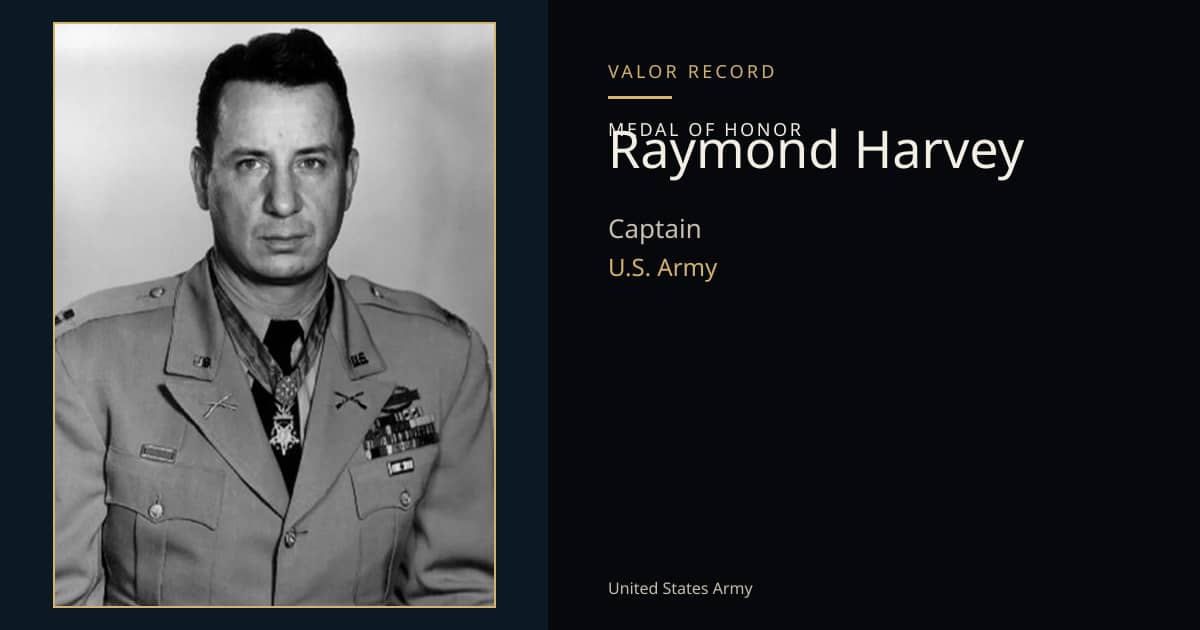 VALOR RECORD
MEDAL OF HONOR
Raymond Harvey
Captain
U.S. Army
United States Army